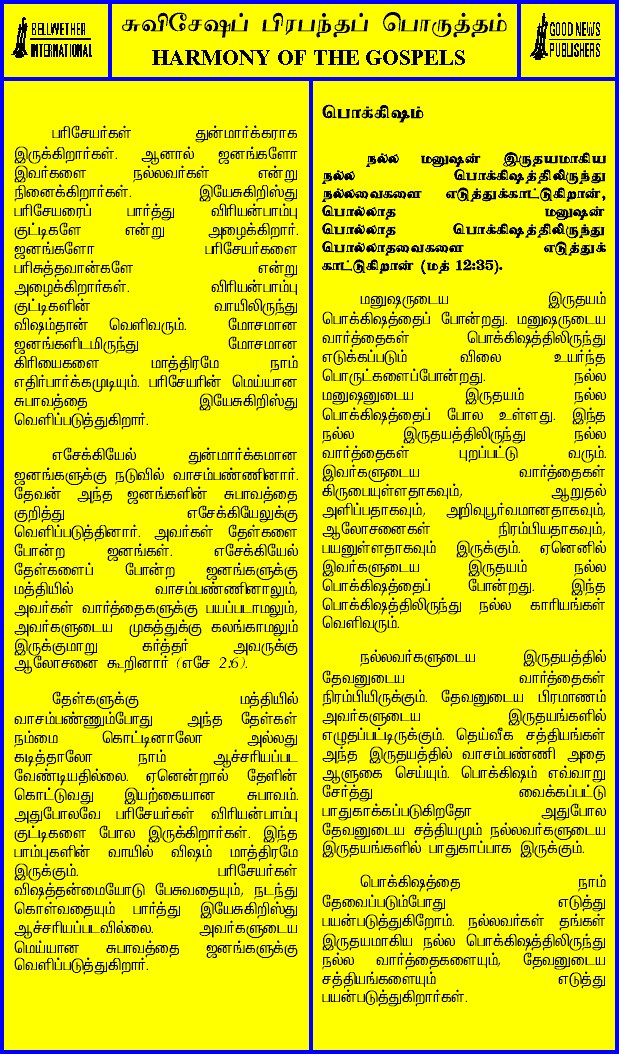 BELLWETHER
INTERNATIONAL
சுவிசேஷப் பிரபந்தப் பொருத்தம்
HARMONY OF THE GOSPELS
GOOD NEWS
PUBLISHERS
பரிசேயர்கள் துன்மார்க்கராக
இருக்கிறார்கள். ஆனால் ஜனங்களோ
இவர்களை நல்லவர்கள் என்று
நினைக்கிறார்கள். இயேசுகிறிஸ்து
பரிசேயரைப் பார்த்து விரியன்பாம்பு
குட்டிகளே என்று அழைக்கிறார்.
ஜனங்களோ பரிசேயர்களை
பரிசுத்தவான்களே என்று
அழைக்கிறார்கள். விரியன்பாம்பு
குட்டிகளின் வாயிலிருந்து
விஷம்தான் வெளிவரும். மோசமான
ஜனங்களிடமிருந்து மோசமான
கிரியைகளை மாத்திரமே நாம்
எதிர்பார்க்கமுடியும். பரிசேயரின் மெய்யான
சுபாவத்தை இயேசுகிறிஸ்து
வெளிப்படுத்துகிறார்.
எசேக்கியேல் துன்மார்க்கமான
ஜனங்களுக்கு நடுவில் வாசம்பண்ணினார்.
தேவன் அந்த ஜனங்களின் சுபாவத்தை
குறித்து எசேக்கியேலுக்கு
வெளிப்படுத்தினார். அவர்கள் தேள்களை
போன்ற ஜனங்கள். எசேக்கியேல்
தேள்களைப் போன்ற ஜனங்களுக்கு
மத்தியில் வாசம்பண்ணினாலும்,
அவர்கள் வார்த்தைகளுக்கு பயப்படாமலும்,
அவர்களுடைய முகத்துக்கு கலங்காமலும்
இருக்குமாறு கர்த்தர் அவருக்கு
ஆலோசனை கூறினார் (எசே 2:6).
தேள்களுக்கு மத்தியில்
வாசம்பண்ணும்போது அந்த தேள்கள்
நம்மை கொட்டினாலோ அல்லது
கடித்தாலோ நாம் ஆச்சரியப்பட
வேண்டியதில்லை. ஏனென்றால் தேளின்
கொட்டுவது இயற்கையான சுபாவம்.
அதுபோலவே பரிசேயர்கள் விரியன்பாம்பு
குட்டிகளை போல இருக்கிறார்கள். இந்த
பாம்புகளின் வாயில் விஷம் மாத்திரமே
இருக்கும். பரிசேயர்கள்
விஷத்தன்மையோடு பேசுவதையும், நடந்து
கொள்வதையும் பார்த்து இயேசுகிறிஸ்து
ஆச்சரியப்படவில்லை. அவர்களுடைய
மெய்யான சுபாவத்தை ஜனங்களுக்கு
வெளிப்படுத்துகிறார்.
பொக்கிஷம்
நல்ல மனுஷன் இருதயமாகிய
நல்ல பொக்கிஷத்திலிருந்து
நல்லவைகளை எடுத்துக்காட்டுகிறான்,
பொல்லாத மனுஷன்
பொல்லாத பொக்கிஷத்திலிருந்து
பொல்லாதவைகளை எடுத்துக்
காட்டுகிறான் (மத் 12:35).
மனுஷருடைய இருதயம்
பொக்கிஷத்தைப் போன்றது. மனுஷருடைய
வார்த்தைகள் பொக்கிஷத்திலிருந்து
எடுக்கப்படும் விலை உயர்ந்த
பொருட்களைப்போன்றது. நல்ல
மனுஷனுடைய இருதயம் நல்ல
பொக்கிஷத்தைப் போல உள்ளது. இந்த
நல்ல இருதயத்திலிருந்து நல்ல
வார்த்தைகள் புறப்பட்டு வரும்.
இவர்களுடைய வார்த்தைகள்
கிருபையுள்ளதாகவும், ஆறுதல்
அளிப்பதாகவும், அறிவுபூர்வமானதாகவும்,
ஆலோசனைகள் நிரம்பியதாகவும்,
பயனுள்ளதாகவும் இருக்கும். ஏனெனில்
இவர்களுடைய இருதயம் நல்ல
பொக்கிஷத்தைப் போன்றது. இந்த
பொக்கிஷத்திலிருந்து நல்ல காரியங்கள்
வெளிவரும்.
நல்லவர்களுடைய இருதயத்தில்
தேவனுடைய வார்த்தைகள்
நிரம்பியிருக்கும். தேவனுடைய பிரமாணம்
அவர்களுடைய இருதயங்களில்
எழுதப்பட்டிருக்கும். தெய்வீக சத்தியங்கள்
அந்த இருதயத்தில் வாசம்பண்ணி அதை
ஆளுகை செய்யும். பொக்கிஷம் எவ்வாறு
சேர்த்து வைக்கப்பட்டு
பாதுகாக்கப்படுகிறதோ அதுபோல
தேவனுடைய சத்தியமும் நல்லவர்களுடைய
இருதயங்களில் பாதுகாப்பாக இருக்கும்.
பொக்கிஷத்தை நாம்
தேவைப்படும்போது எடுத்து
பயன்படுத்துகிறோம். நல்லவர்கள் தங்கள்
இருதயமாகிய நல்ல பொக்கிஷத்திலிருந்து
நல்ல வார்த்தைகளையும், தேவனுடைய
சத்தியங்களையும் எடுத்து
பயன்படுத்துகிறார்கள்.